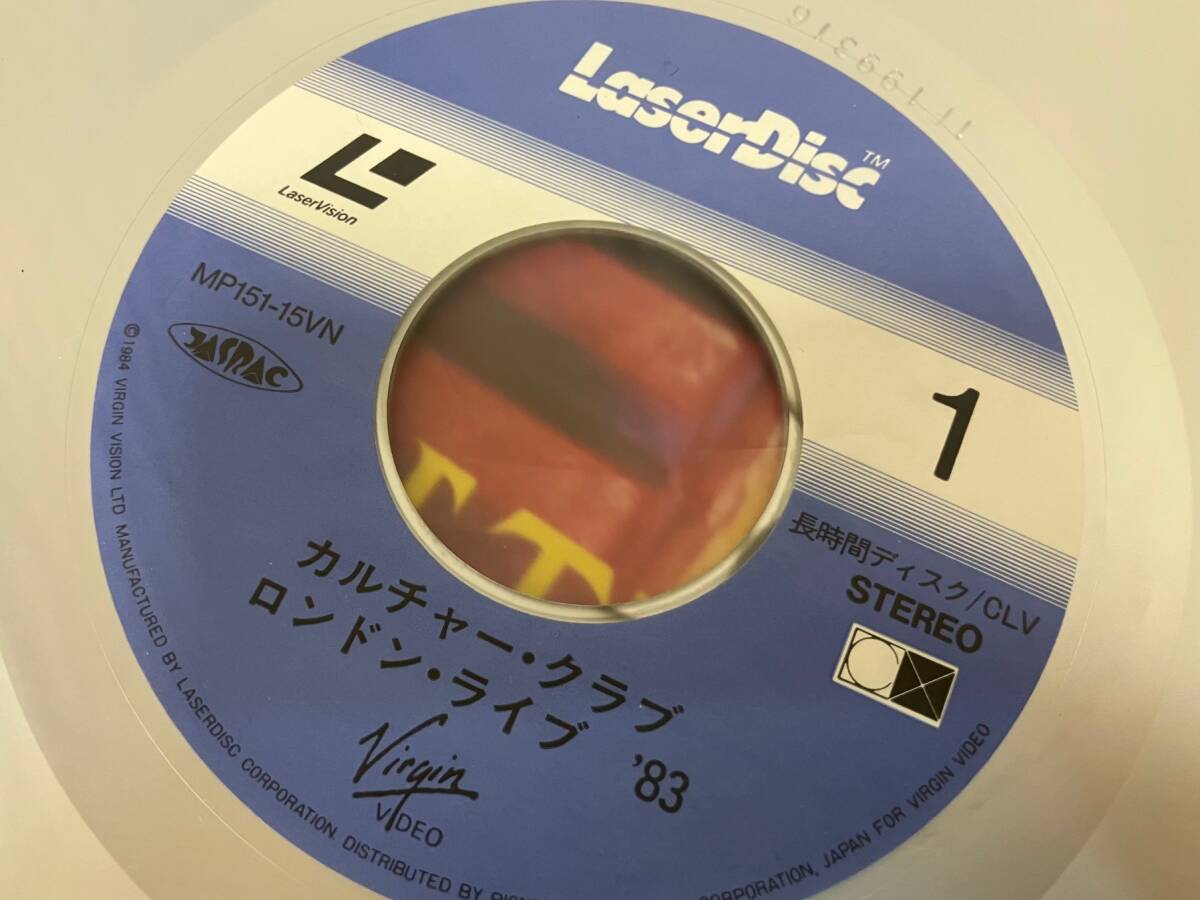 11199316
LaserDisc™
LaserVision
MP151-15VN
JASRAC
1
長時間ディスク/CLV
STEREO
カルチャー・クラブ
ロンドン・ライブ '83
Virgin
VIDEO
©1984 VIRGIN VISION LTD MANUFACTURED BY LASERDISC CORPORATION DISTRIBUTED BY CORPORATION, JAPAN FOR VIRGIN VIDEO